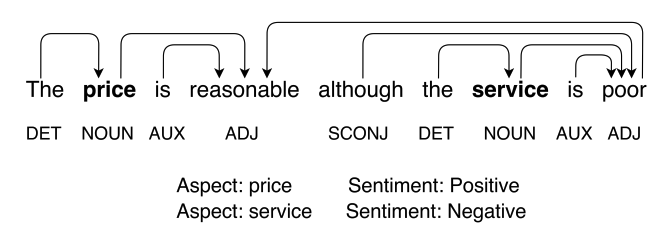 The price is reasonable although the service is poor
DET NOUN AUX ADJ SCONJ DET NOUN AUX ADJ
Aspect: price Sentiment: Positive
Aspect: service Sentiment: Negative